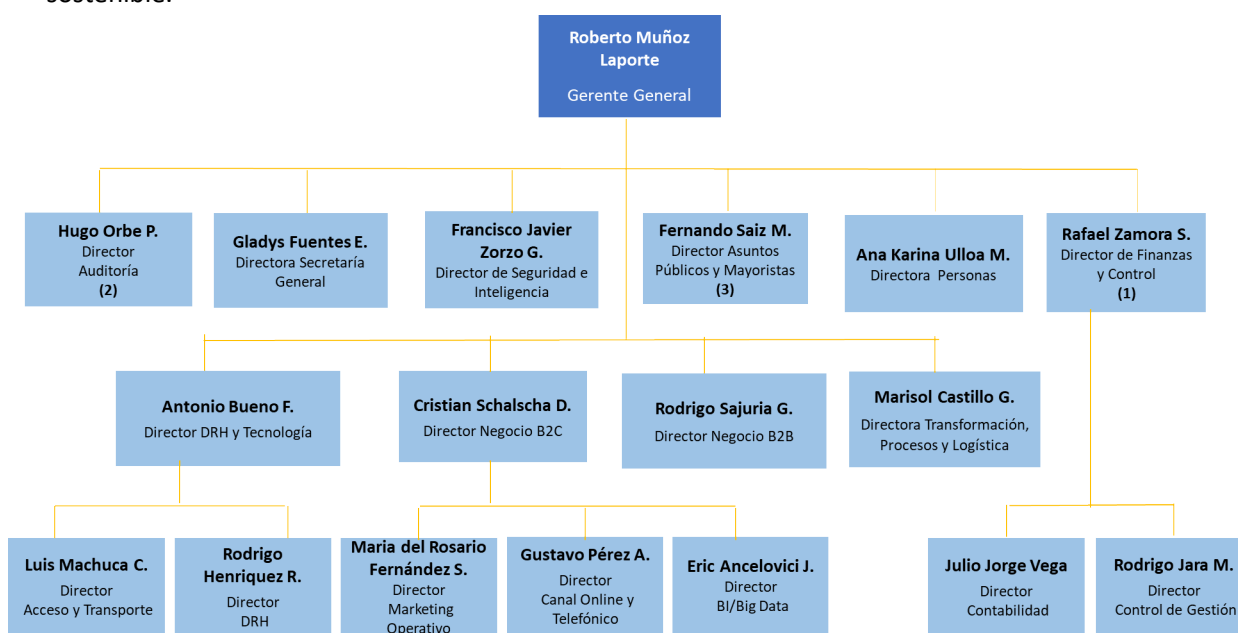 sostenible.
Roberto Muñoz
Laporte
Gerente General
Hugo Orbe P.
Director
Auditoría
(2)
Gladys Fuentes E.
Directora Secretaría
General
Francisco Javier
Zorzo G.
Director de Seguridad e
Inteligencia
Fernando Saiz M.
Director Asuntos
Públicos y Mayoristas
(3)
Ana Karina Ulloa M.
Directora Personas
Rafael Zamora S.
Director de Finanzas
y Control
(1)
Antonio Bueno F.
Director DRH y Tecnología
Cristian Schalscha D.
Director Negocio B2C
Rodrigo Sajuria G.
Director Negocio B2B
Marisol Castillo G.
Directora Transformación,
Procesos y Logística
Luis Machuca C.
Director
Acceso y Transporte
Rodrigo
Henriquez R.
Director
DRH
Maria del Rosario
Fernández S.
Director
Marketing
Operativo
Gustavo Pérez A.
Director
Canal Online y
Telefónico
Eric Ancelovici J.
Director
BI/Big Data
Julio Jorge Vega
Director
Contabilidad
Rodrigo Jara M.
Director
Control de Gestión